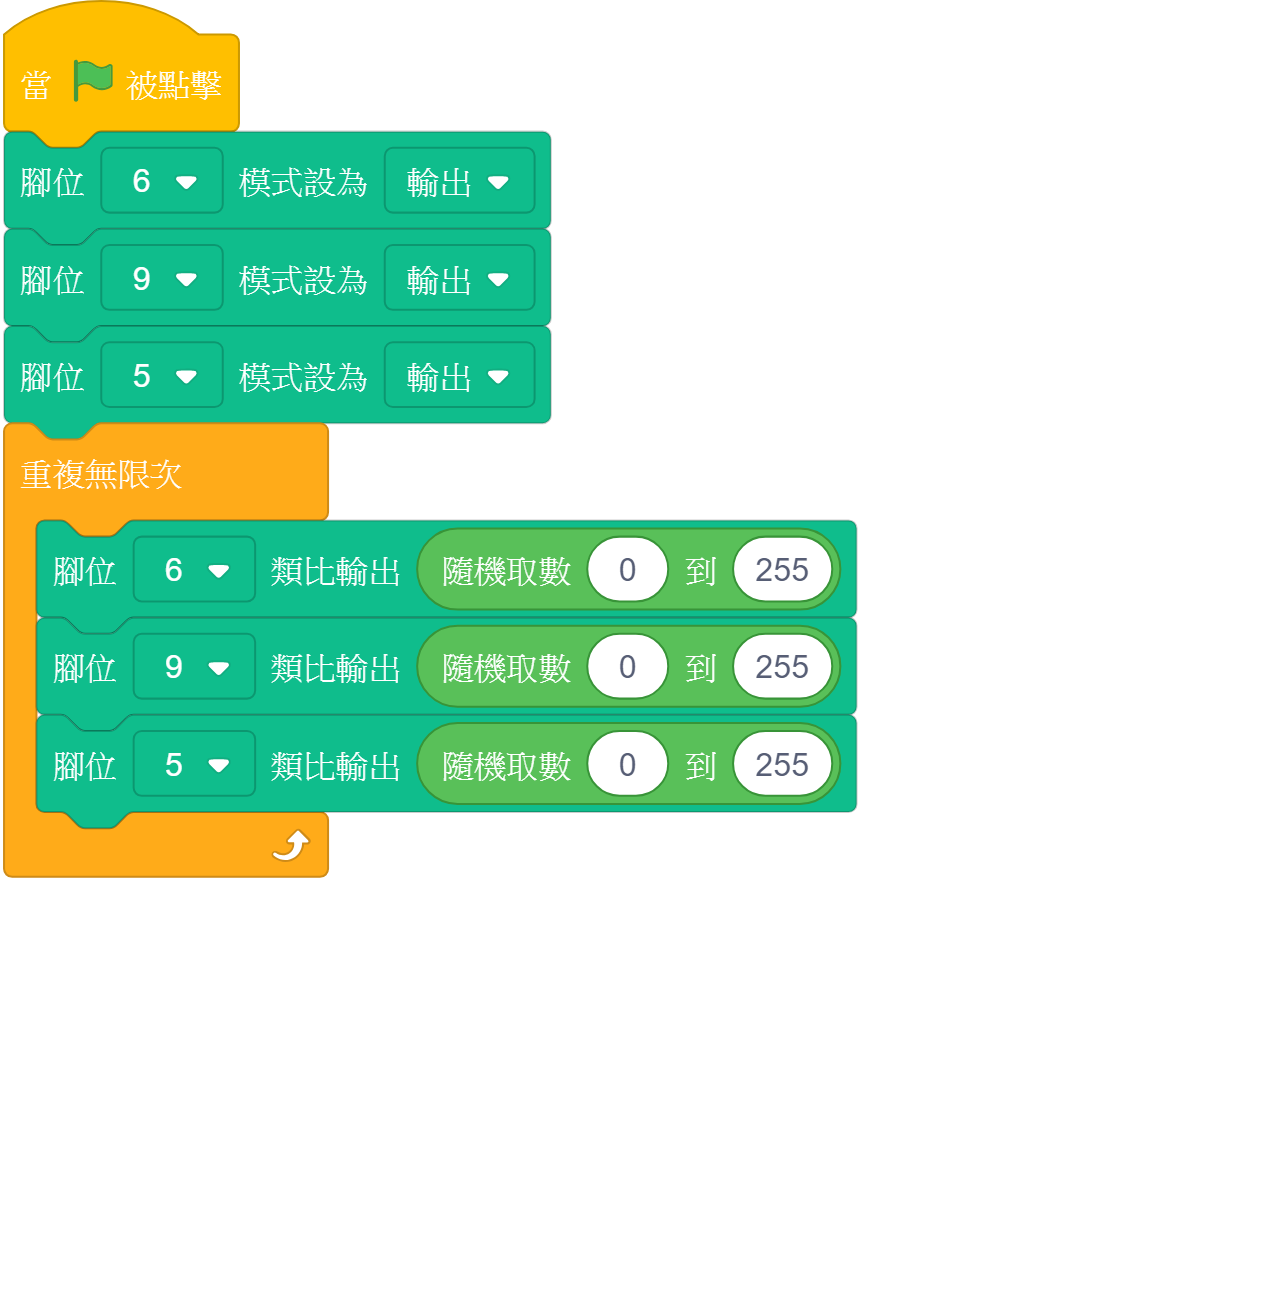 當 被點擊
腳位 6 模式設為 輸出
腳位 9 模式設為 輸出
腳位 5 模式設為 輸出
重複無限次
腳位 6 類比輸出 隨機取數 0 到 255
腳位 9 類比輸出 隨機取數 0 到 255
腳位 5 類比輸出 隨機取數 0 到 255